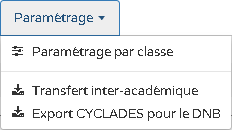 Paramétrage
Paramétrage par classe
Transfert inter-académique
Export CYCLADES pour le DNB